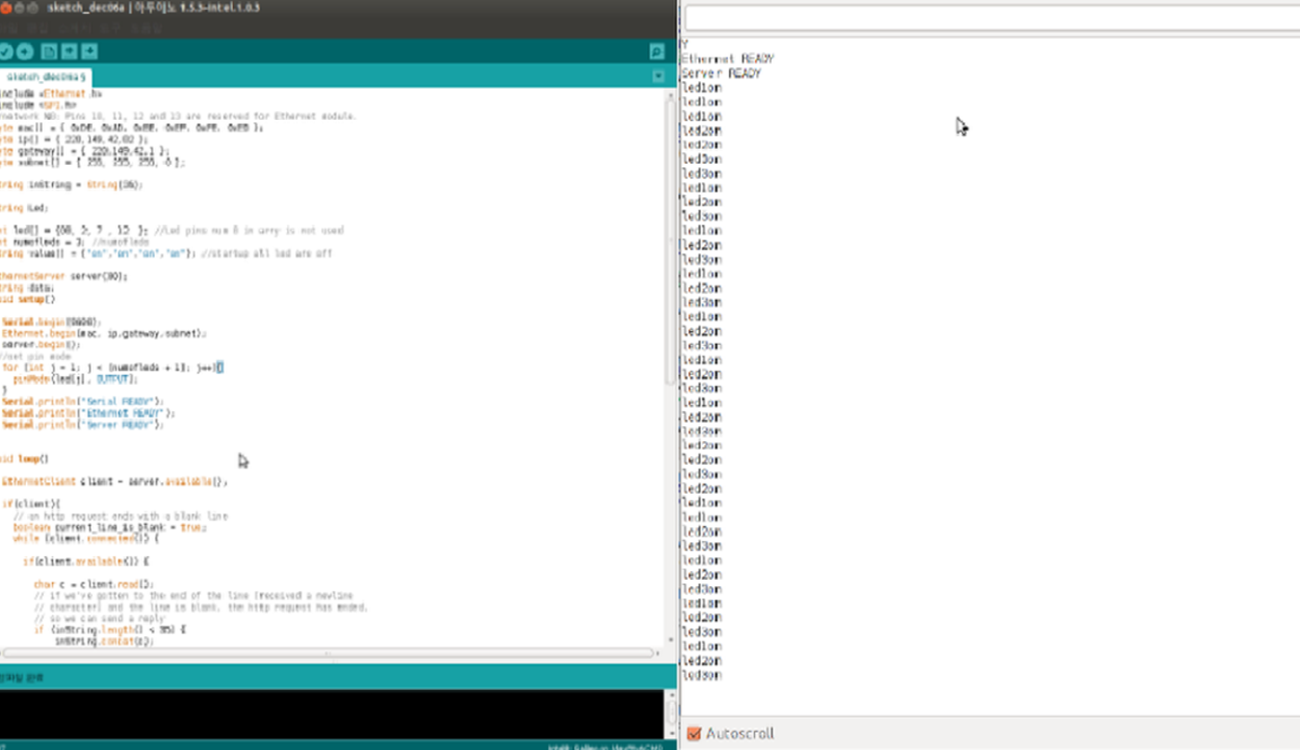 sketch_dec06a | 아두이노 1.5.3-Intel.1.0.3
sketch_dec06a §
include <Ethernet.h>
include <SPI.h>
network NB: Pins 10, 11, 12 and 13 are reserved for Ethernet module.
te mac[] = { 0xDE, 0xAD, 0xBE, 0xEF, 0xFE, 0xED };
te ip[] = { 220,149,42,82 };
te gateway[] = { 220,149,42,1 };
te subnet[] = { 255, 255, 255, 0 };
tring inString = String(36);
tring Led;
t led[] = {00, 2, 7 , 12 }; //Led pins num 0 in arry is not used
t numofleds = 3; //numofleds
tring value[] = {"on","on","on","on"}; //startup all led are off
thernetServer server(80);
tring data;
id setup()
Serial.begin(9600);
Ethernet.begin(mac, ip,gateway,subnet);
server.begin();
//set pin mode
for (int j = 1; j < (numofleds + 1); j++){
pinMode(led[j], OUTPUT);
}
Serial.println("Serial READY");
Serial.println("Ethernet READY");
Serial.println("Server READY");
id loop()
EthernetClient client = server.available();
if(client){
// an http request ends with a blank line
boolean current_line_is_blank = true;
while (client.connected()) {
if(client.available()) {
char c = client.read();
// if we've gotten to the end of the line (received a newline
// character) and the line is blank, the http request has ended,
// so we can send a reply
if (inString.length() < 35) {
inString.concat(c);
컴파일 완료
Y
Ethernet READY
Server READY
led1on
led1on
led1on
led2on
led2on
led3on
led3on
led1on
led2on
led3on
led1on
led2on
led3on
led1on
led2on
led3on
led1on
led2on
led3on
led1on
led2on
led3on
led1on
led2on
led3on
led2on
led2on
led3on
led2on
led1on
led1on
led2on
led3on
led1on
led2on
led3on
led1on
led2on
led3on
led1on
led2on
led3on
Autoscroll